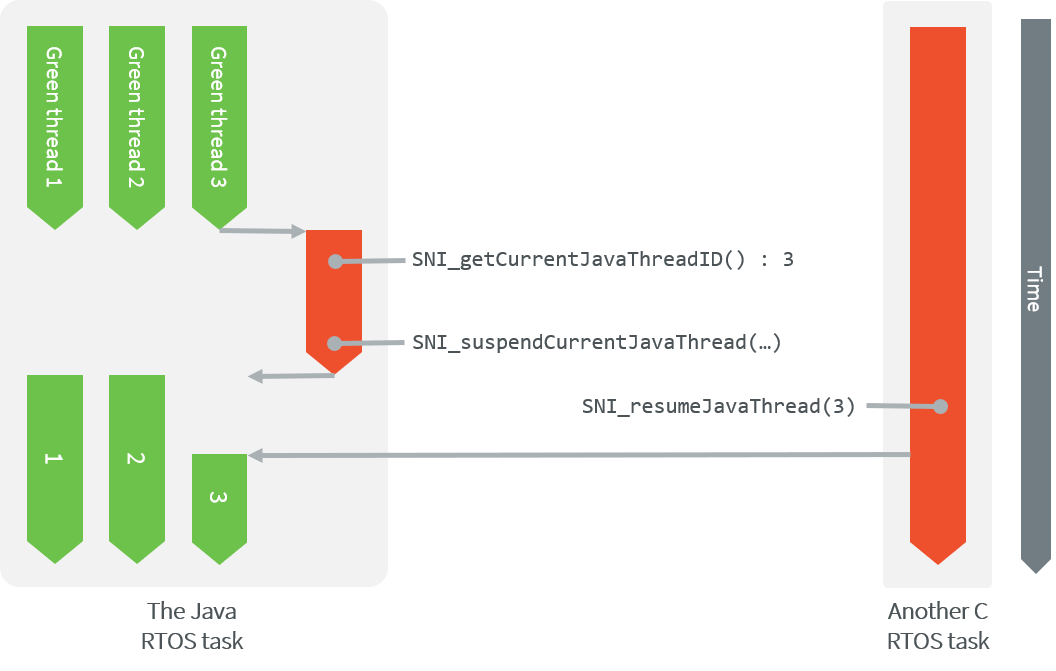 Green thread 1
Green thread 2
Green thread 3
SNI_getCurrentJavaThreadID() : 3
SNI_suspendCurrentJavaThread(…)
SNI_resumeJavaThread(3)
Time
1
2
3
The Java
RTOS task
Another C
RTOS task